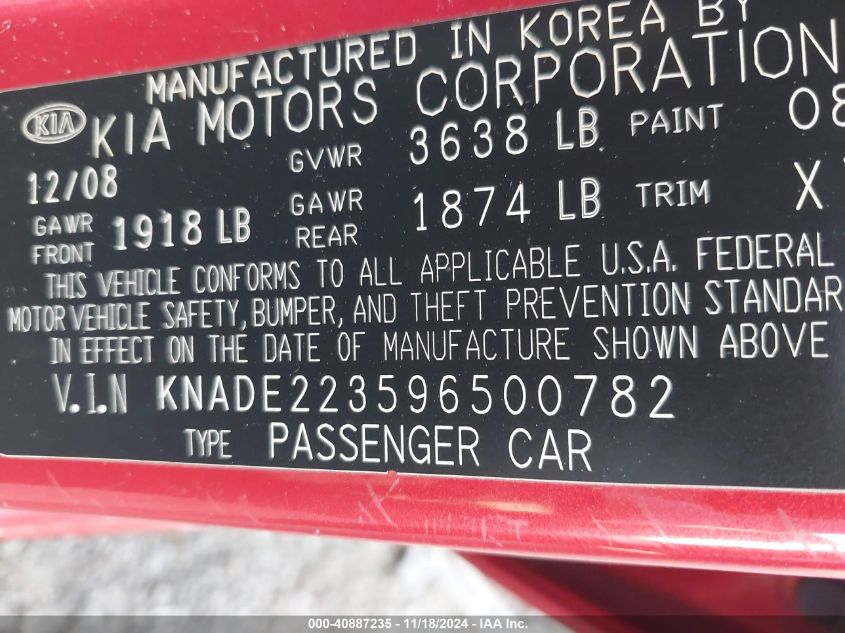 MANUFACTURED IN KOREA BY
KIA KIA MOTORS CORPORATION
12/08 GVWR 3638 LB PAINT
GAWR FRONT 1918 LB GAWR REAR 1874 LB TRIM X
THIS VEHICLE CONFORMS TO ALL APPLICABLE U.S.A. FEDERAL
MOTOR VEHICLE SAFETY, BUMPER, AND THEFT PREVENTION STANDAR
IN EFFECT ON THE DATE OF MANUFACTURE SHOWN ABOVE
V.I.N KNADE223596500782
TYPE PASSENGER CAR
000-40887235 - 11/18/2024 - IAA, Inc.